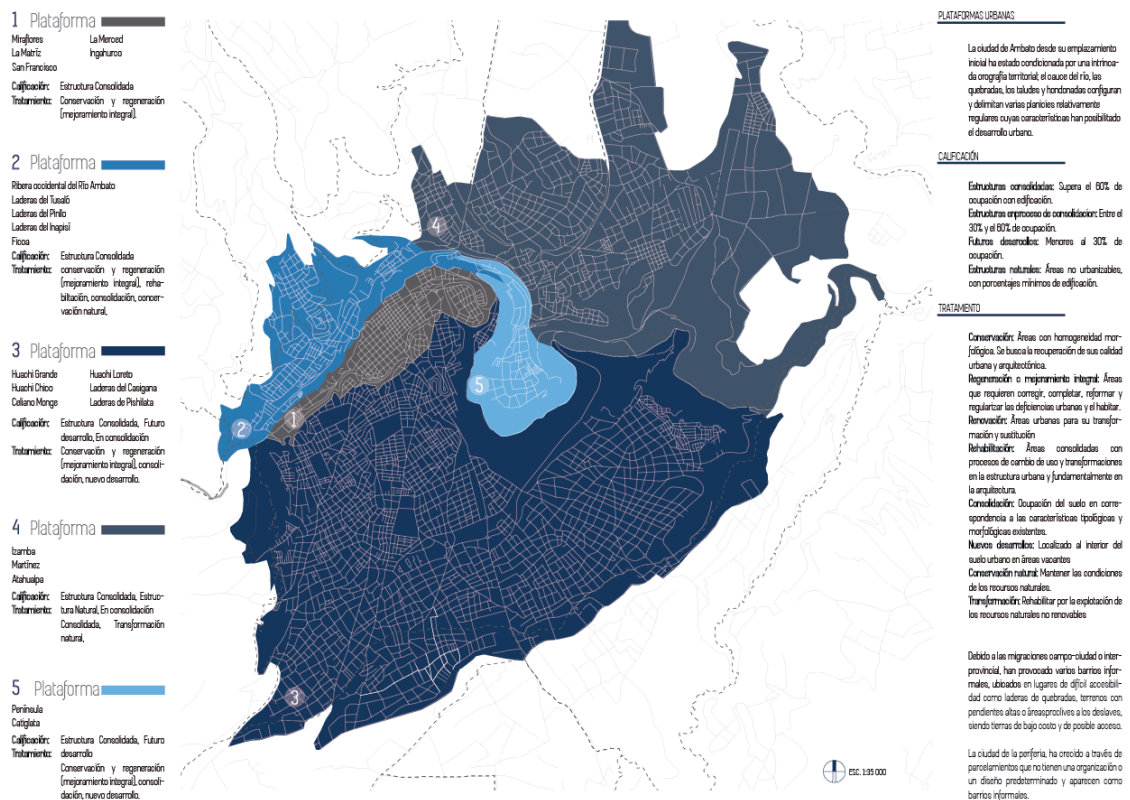 1 Plataforma
Miraflores La Merced
La Matriz Ingahurco
San Francisco
Calificación: Estructura Consolidada
Tratamiento: Conservación y regeneración
(mejoramiento integral).
2 Plataforma
Ribera occidental del Río Ambato
Laderas del Tusaló
Laderas del Pirillo
Laderas del Inapisí
Ficoa
Calificación: Estructura Consolidada
Tratamiento: conservación y regeneración
(mejoramiento integral), reha-
biltación, consolidación, concer-
vación natural,
3 Plataforma
Huachi Grande Huachi Loreto
Huachi Chico Laderas del Casigana
Celiano Monge Laderas de Pishilata
Calificación: Estructura Consolidada, Futuro
desarrollo, En consolidación
Tratamiento: Conservación y regeneración
(mejoramiento integral), consoli-
dación, nuevo desarrollo.
4 Plataforma
Izamba
Martínez
Atahualpa
Calificación: Estructura Consolidada, Estruc-
Tratamiento: tura Natural, En consolidación
Consolidada, Transformación
natural,
5 Plataforma
Península
Catiglata
Calificación: Estructura Consolidada, Futuro
Tratamiento: desarrollo
Conservación y regeneración
(mejoramiento integral), consoli-
dación, nuevo desarrollo.
4
5
1
2
3
ESC. 1:35 000
PLATAFORMAS URBANAS
La ciudad de Ambato desde su emplazamiento
inicial ha estado condicionada por una intrinca-
da orografía territorial; el cauce del río, las
quebradas, los taludes y hondonadas configuran
y delimitan varias planicies relativamente
regulares cuyas características han posibilitado
el desarrollo urbano.
CALIFICACIÓN
Estructuras consolidadas: Supera el 60% de
ocupación con edificación.
Estructuras enproceso de consolidacion: Entre el
30% y el 60% de ocupación.
Futuros desarrollos: Menores al 30% de
ocupación.
Estructuras naturales: Áreas no urbanizables,
con porcentajes mínimos de edificación.
TRATAMIENTO
Conservación: Áreas con homogeneidad mor-
fológica. Se busca la recuperación de sus calidad
urbana y arquitectónica.
Regeneración o mejoramiento integral: Áreas
que requieren corregir, completar, reformar y
regularizar las deficiencias urbanas y el habitar.
Renovación: Áreas urbanas para su transfor-
mación y sustitución
Rehabilitación: Áreas consolidadas con
procesos de cambio de uso y transformaciones
en la estructura urbana y fundamentalmente en
la arquitectura.
Consolidación: Ocupación del suelo en corre-
spondencia a las características tipológicas y
morfológicas existentes.
Nuevos desarrollos: Localizado al interior del
suelo urbano en áreas vacantes
Conservación natural: Mantener las condiciones
de los recursos naturales.
Transformación: Rehabilitar por la explotación de
los recursos naturales no renovables
Debido a las migraciones campo-ciudad o inter-
provincial, han provocado varios barrios infor-
males, ubicados en lugares de difícil accesibili-
dad como laderas de quebradas, terrenos con
pendientes altas o áreasproclives a los deslaves,
siendo tierras de bajo costo y de posible acceso.
La ciudad de la periferia, ha crecido a través de
parcelamientos que no tienen una organización o
un diseño predeterminado y aparecen como
barrios informales.